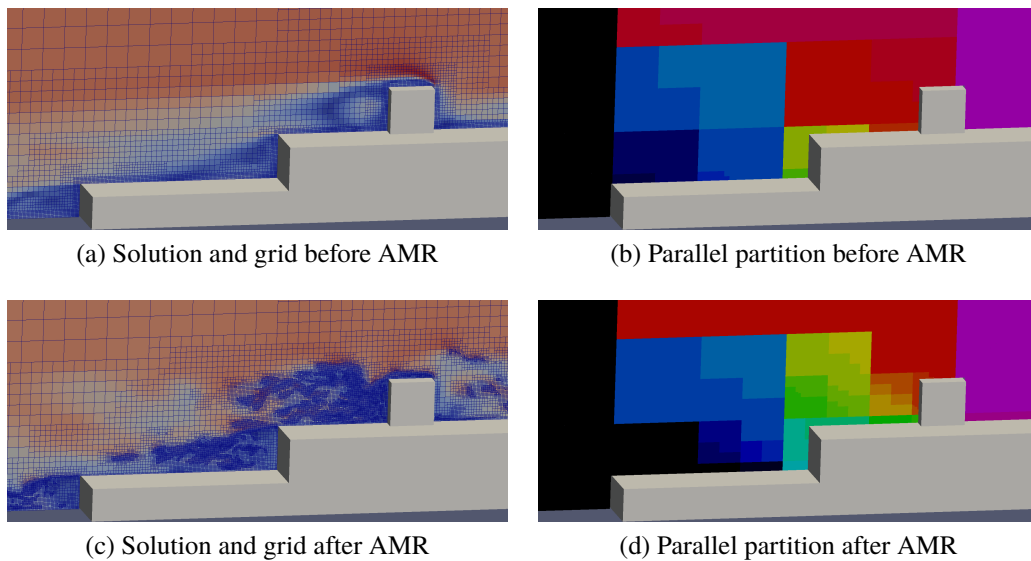 (a) Solution and grid before AMR
(b) Parallel partition before AMR
(c) Solution and grid after AMR
(d) Parallel partition after AMR